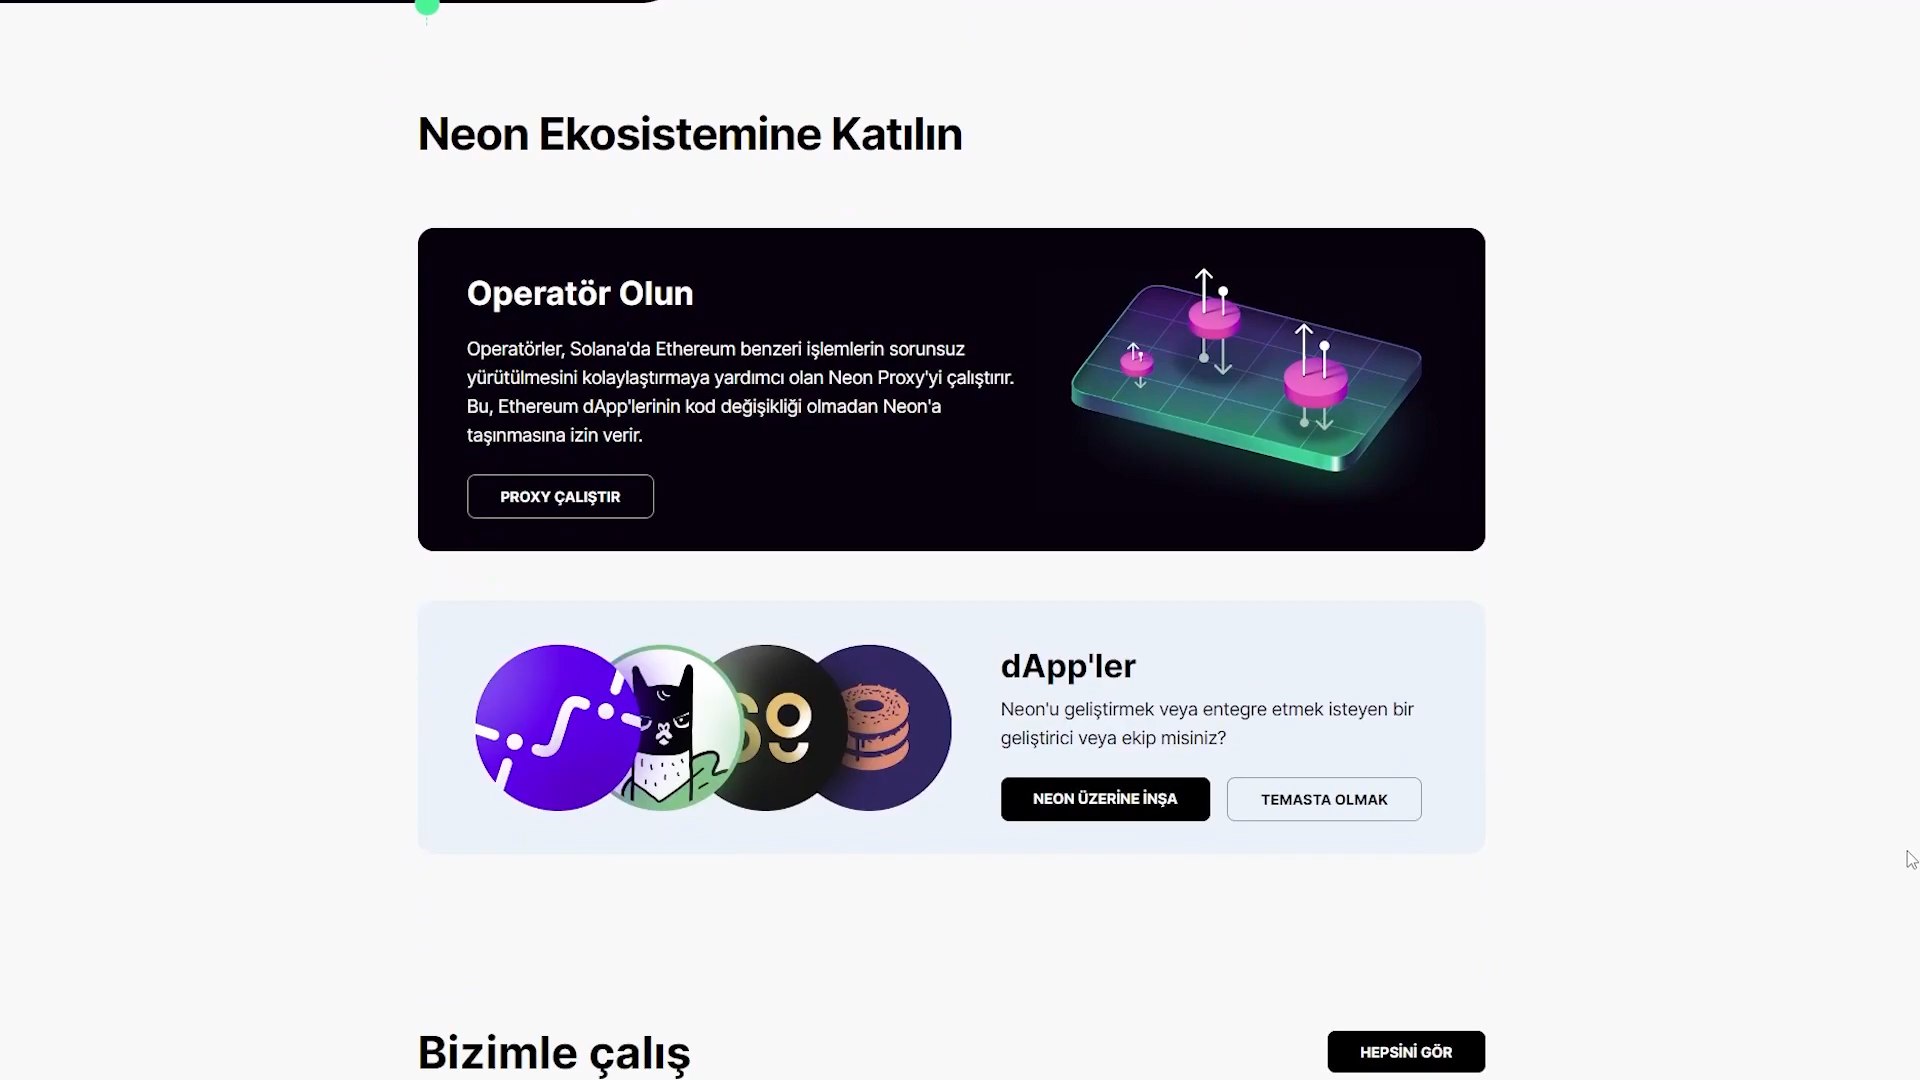 Neon Ekosistemine Katılın
Operatör Olun
Operatörler, Solana'da Ethereum benzeri işlemlerin sorunsuz
yürütülmesini kolaylaştırmaya yardımcı olan Neon Proxy'yi çalıştırır.
Bu, Ethereum dApp'lerinin kod değişikliği olmadan Neon'a
taşınmasına izin verir.
PROXY ÇALIŞTIR
dApp'ler
Neon'u geliştirmek veya entegre etmek isteyen bir
geliştirici veya ekip misiniz?
NEON ÜZERİNE İNŞA
TEMASTA OLMAK
Bizimle çalış
HEPSİNİ GÖR